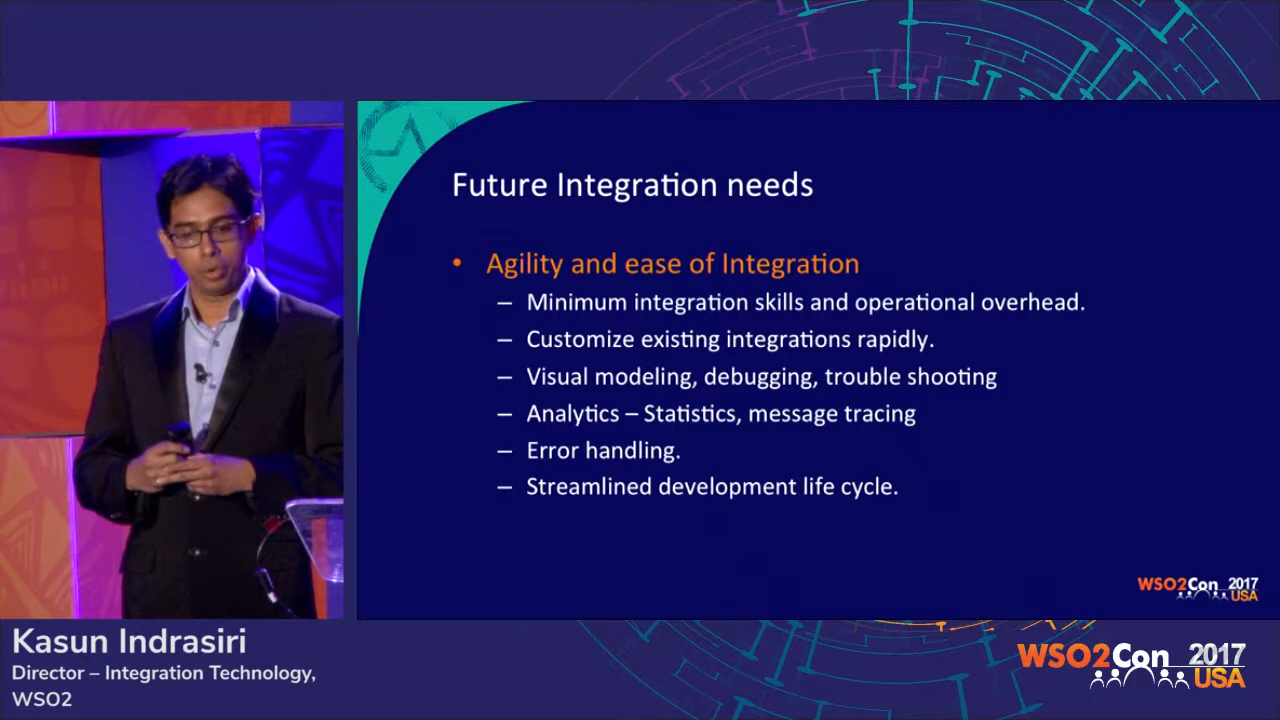 Future Integration needs
• Agility and ease of Integration
– Minimum integration skills and operational overhead.
– Customize existing integrations rapidly.
– Visual modeling, debugging, trouble shooting
– Analytics – Statistics, message tracing
– Error handling.
– Streamlined development life cycle.
WSO2Con 2017
USA
Kasun Indrasiri
Director – Integration Technology,
WSO2
WSO2Con 2017
USA